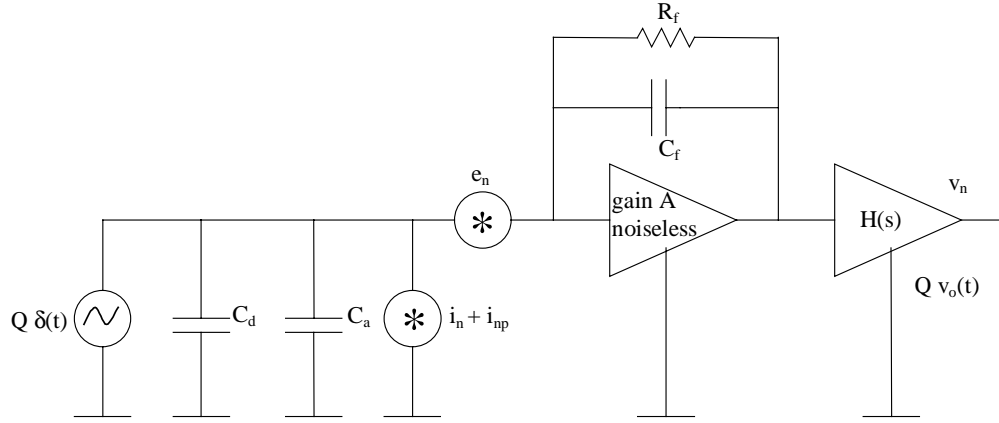 R_f
C_f
e_n
gain A
noiseless
H(s)
v_n
Q v_o(t)
Q δ(t)
C_d
C_a
* i_n + i_np
*